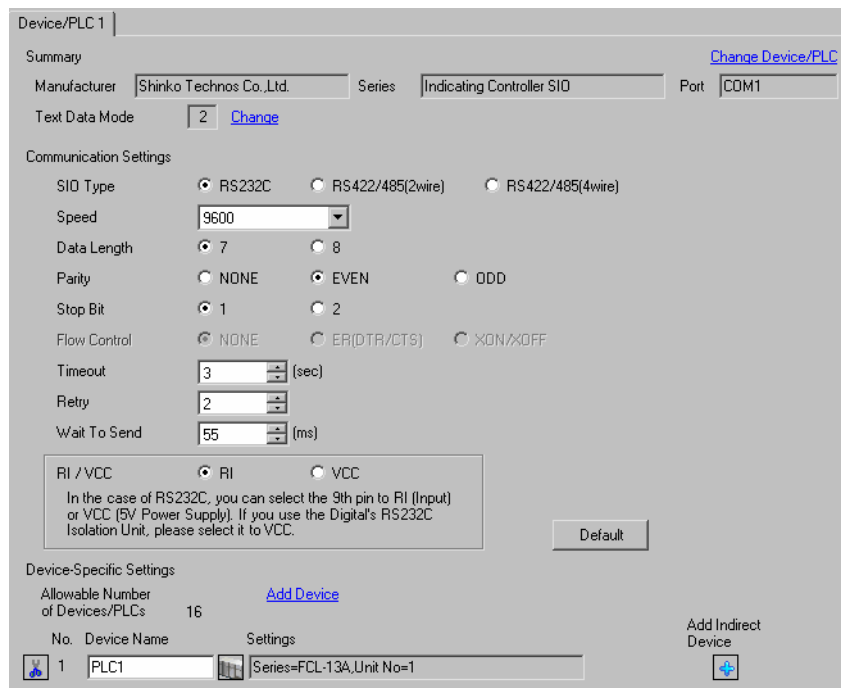 Device/PLC 1
Summary
Change Device/PLC
Manufacturer Shinko Technos Co.,Ltd. Series Indicating Controller SIO Port COM1
Text Data Mode 2 Change
Communication Settings
SIO Type RS232C RS422/485(2wire) RS422/485(4wire)
Speed 9600
Data Length 7 8
Parity NONE EVEN ODD
Stop Bit 1 2
Flow Control NONE ER(DTR/CTS) XON/XOFF
Timeout 3 (sec)
Retry 2
Wait To Send 55 (ms)
RI / VCC RI VCC
In the case of RS232C, you can select the 9th pin to RI (Input)
or VCC (5V Power Supply). If you use the Digital's RS232C
Isolation Unit, please select it to VCC.
Default
Device-Specific Settings
Allowable Number
of Devices/PLCs 16
Add Device
Add Indirect
Device
No. Device Name Settings
1 PLC1 Series=FCL-13A,Unit No=1